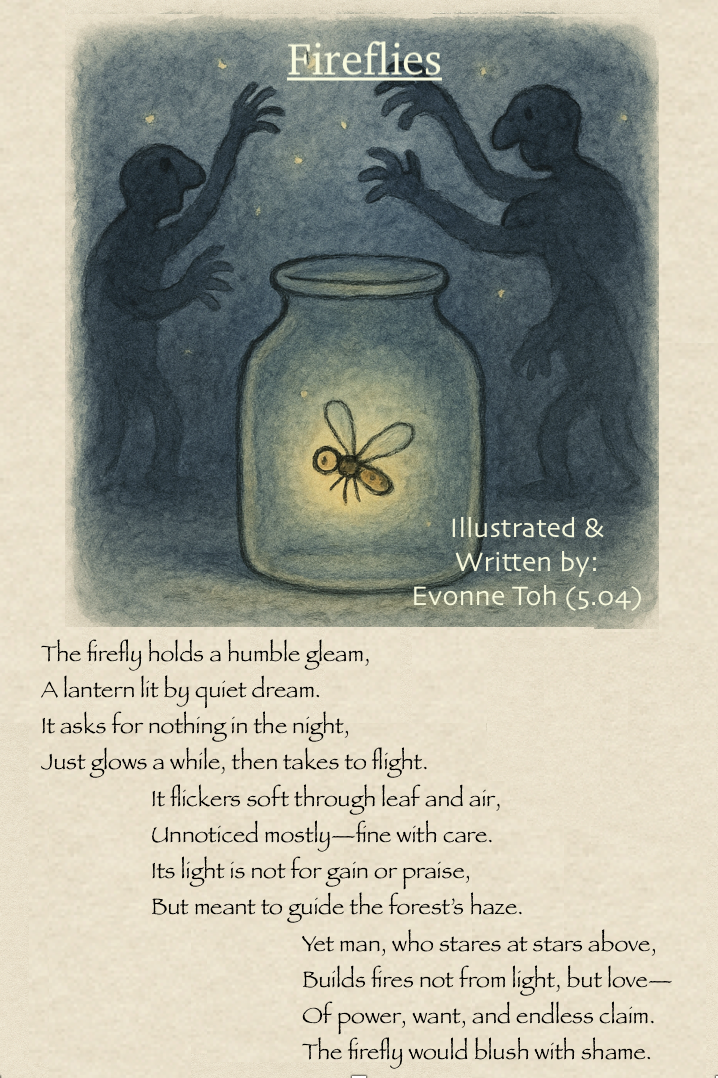 Fireflies
Illustrated &
Written by:
Evonne Toh (5.04)
The firefly holds a humble gleam,
A lantern lit by quiet dream.
It asks for nothing in the night,
Just glows a while, then takes to flight.
It flickers soft through leaf and air,
Unnoticed mostly—fine with care.
Its light is not for gain or praise,
But meant to guide the forest's haze.
Yet man, who stares at stars above,
Builds fires not from light, but love—
Of power, want, and endless claim.
The firefly would blush with shame.